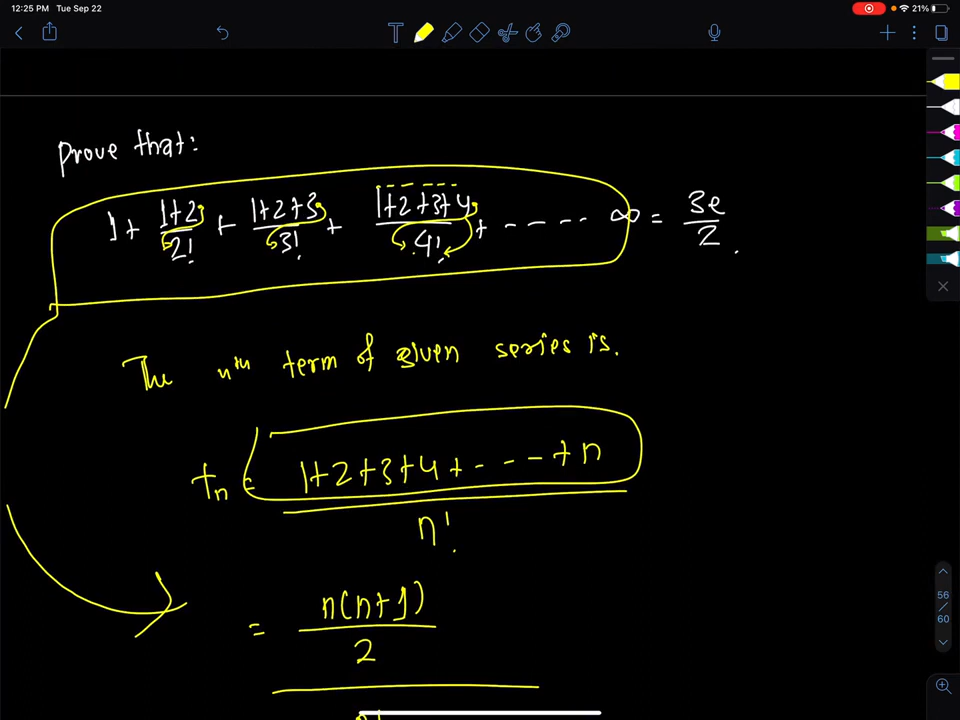 12:25 PM Tue Sep 22
21%
prove that:
1 + (1+2)/2! + (1+2+3)/3! + (1+2+3+4)/4! + ------ ∞ = 3e/2.
The nth term of given series is.
tn = (1+2+3+4+---+n)/n!
= (n(n+1)/2)/n!
56
/
60